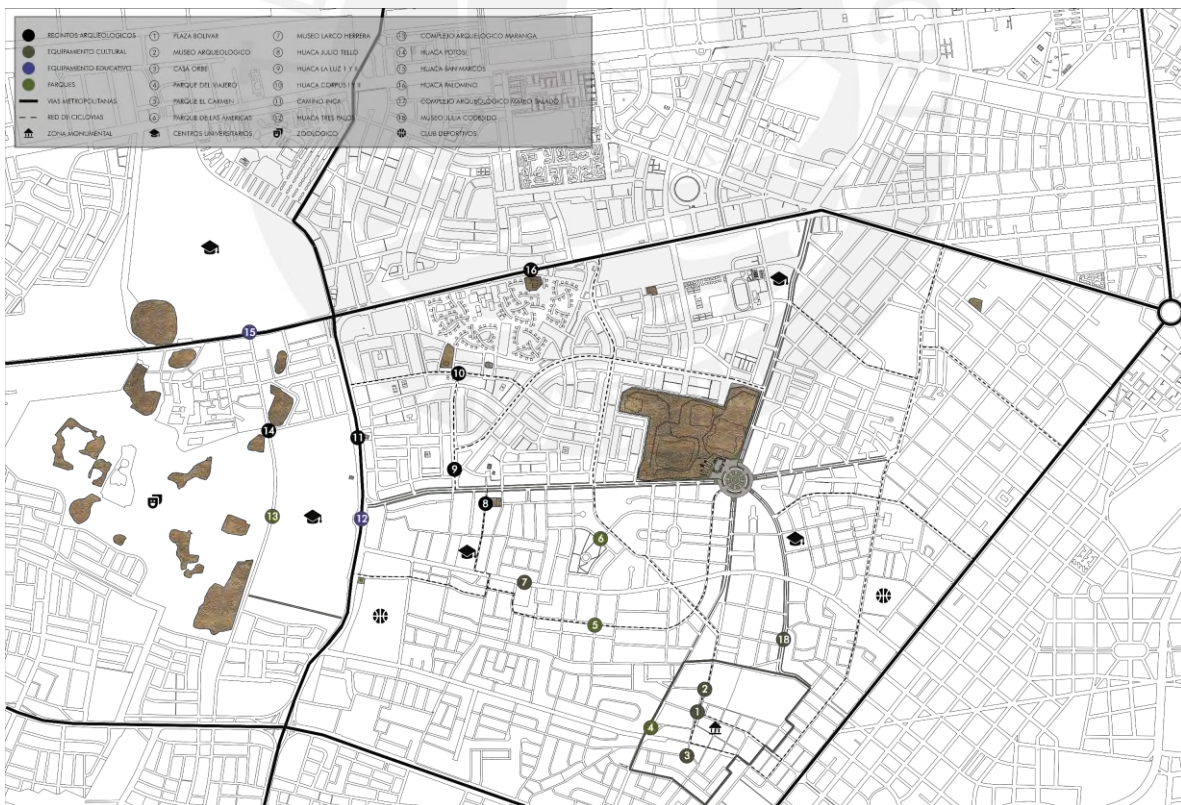 RECINTOS ARQUEOLOGICOS
EQUIPAMENTO CULTURAL
EQUIPAMIENTO EDUCATIVO
PARQUES
VIAS METROPOLITANAS
RED DE CICLOVIAS
ZONA MONUMENTAL
1 PLAZA BOLIVAR
2 MUSEO ARQUEOLOGICO
3 CASA ORBE
4 PARQUE DEL VIAJERO
5 PARQUE EL CARMEN
6 PARQUE DE LAS AMERICAS
CENTROS UNIVERSITARIOS
7 MUSEO LARCO HERRERA
8 HUACA JULIO TELLO
9 HUACA LA LUZ I Y II
10 HUACA CORPUS I Y II
11 CAMINO INCA
12 HUACA TRES PALOS
ZOOLOGICO
13 COMPLEJO ARQUEOLOGICO MARANGA
14 HUACA POTOSI
15 HUACA SAN MARCOS
16 HUACA PALOMINO
17 COMPLEJO ARQUEOLOGICO MATEO SALADO
18 MUSEO JULIA CODESIDO
CLUB DEPORTIVOS
16
15
10
14
11
9
8
13
12
6
7
5
18
2
1
4
3